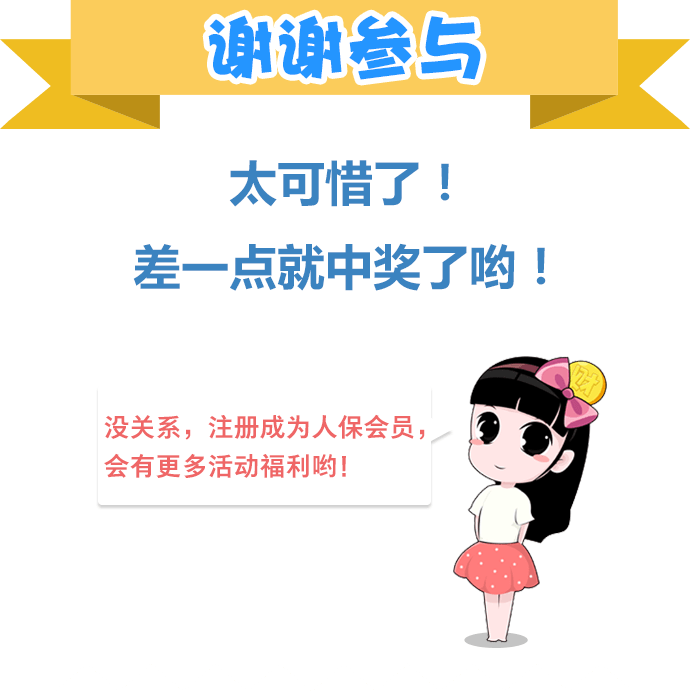 谢谢参与
太可惜了！
差一点就中奖了哟！
财
没关系，注册成为人保会员，
会有更多活动福利哟!